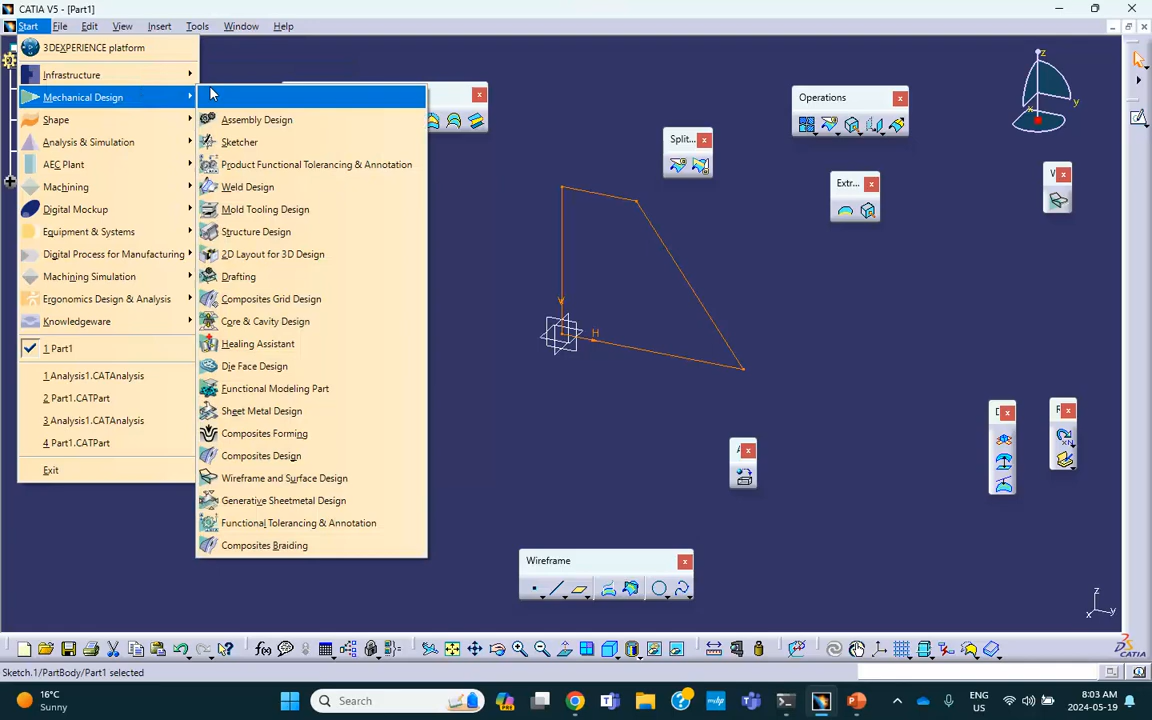 CATIA V5 - [Part1]
Start File Edit View Insert Tools Window Help
3DEXPERIENCE platform
Infrastructure
Mechanical Design
Shape
Analysis & Simulation
AEC Plant
Machining
Digital Mockup
Equipment & Systems
Digital Process for Manufacturing
Machining Simulation
Ergonomics Design & Analysis
Knowledgeware
1 Part1
1 Analysis1.CATAnalysis
2 Part1.CATPart
3 Analysis1.CATAnalysis
4 Part1.CATPart
Exit
Assembly Design
Sketcher
Product Functional Tolerancing & Annotation
Weld Design
Mold Tooling Design
Structure Design
2D Layout for 3D Design
Drafting
Composites Grid Design
Core & Cavity Design
Healing Assistant
Die Face Design
Functional Modeling Part
Sheet Metal Design
Composites Forming
Composites Design
Wireframe and Surface Design
Generative Sheetmetal Design
Functional Tolerancing & Annotation
Composites Braiding
Operations
Split...
Extr...
V
H
z
y
x
D
R
Wireframe
z
x y
CATIA
Sketch.1/PartBody/Part1 selected
16°C
Sunny
Search
ENG
US
8:03 AM
2024-05-19